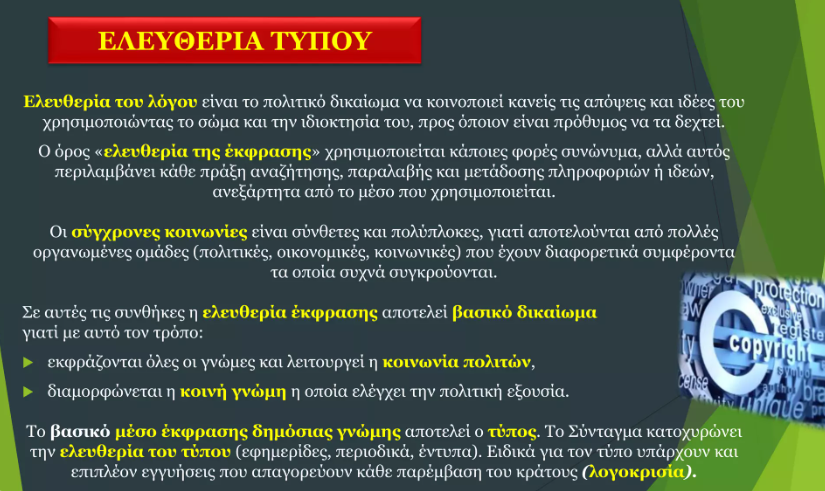 ΕΛΕΥΘΕΡΙΑ ΤΥΠΟΥ
Ελευθερία του λόγου είναι το πολιτικό δικαίωμα να κοινοποιεί κανείς τις απόψεις και ιδέες του
χρησιμοποιώντας το σώμα και την ιδιοκτησία του, προς όποιον είναι πρόθυμος να τα δεχτεί.
Ο όρος «ελευθερία της έκφρασης» χρησιμοποιείται κάποιες φορές συνώνυμα, αλλά αυτός
περιλαμβάνει κάθε πράξη αναζήτησης, παραλαβής και μετάδοσης πληροφοριών ή ιδεών,
ανεξάρτητα από το μέσο που χρησιμοποιείται.
Οι σύγχρονες κοινωνίες είναι σύνθετες και πολύπλοκες, γιατί αποτελούνται από πολλές
οργανωμένες ομάδες (πολιτικές, οικονομικές, κοινωνικές) που έχουν διαφορετικά συμφέροντα
τα οποία συχνά συγκρούονται.
Σε αυτές τις συνθήκες η ελευθερία έκφρασης αποτελεί βασικό δικαίωμα
γιατί με αυτό τον τρόπο:
εκφράζονται όλες οι γνώμες και λειτουργεί η κοινωνία πολιτών,
διαμορφώνεται η κοινή γνώμη η οποία ελέγχει την πολιτική εξουσία.
Το βασικό μέσο έκφρασης δημόσιας γνώμης αποτελεί ο τύπος. Το Σύνταγμα κατοχυρώνει
την ελευθερία του τύπου (εφημερίδες, περιοδικά, έντυπα). Ειδικά για τον τύπο υπάρχουν και
επιπλέον εγγυήσεις που απαγορεύουν κάθε παρέμβαση του κράτους (λογοκρισία).
protection
exclusive
copyright
symbol
unique